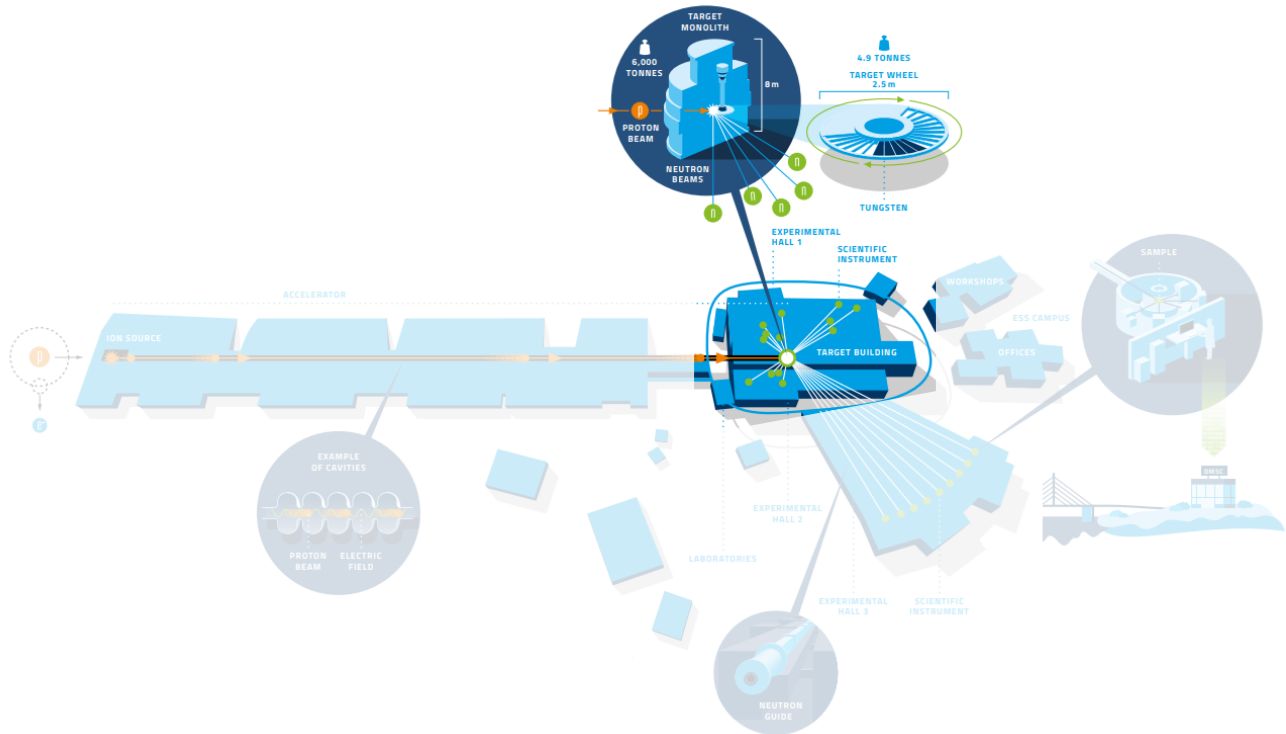 TARGET
MONOLITH
6,000
TONNES
8 m
p
PROTON
BEAM
NEUTRON
BEAMS
n
n
n
n
n
4.9 TONNES
TARGET WHEEL
2.5 m
TUNGSTEN
EXPERIMENTAL
HALL 1
SCIENTIFIC
INSTRUMENT
SAMPLE
ACCELERATOR
WORKSHOPS
ESS CAMPUS
ION SOURCE
p
TARGET BUILDING
OFFICES
EXAMPLE
OF CAVITIES
PROTON
BEAM
ELECTRIC
FIELD
DMSC
EXPERIMENTAL
HALL 2
LABORATORIES
EXPERIMENTAL
HALL 3
SCIENTIFIC
INSTRUMENT
NEUTRON
GUIDE